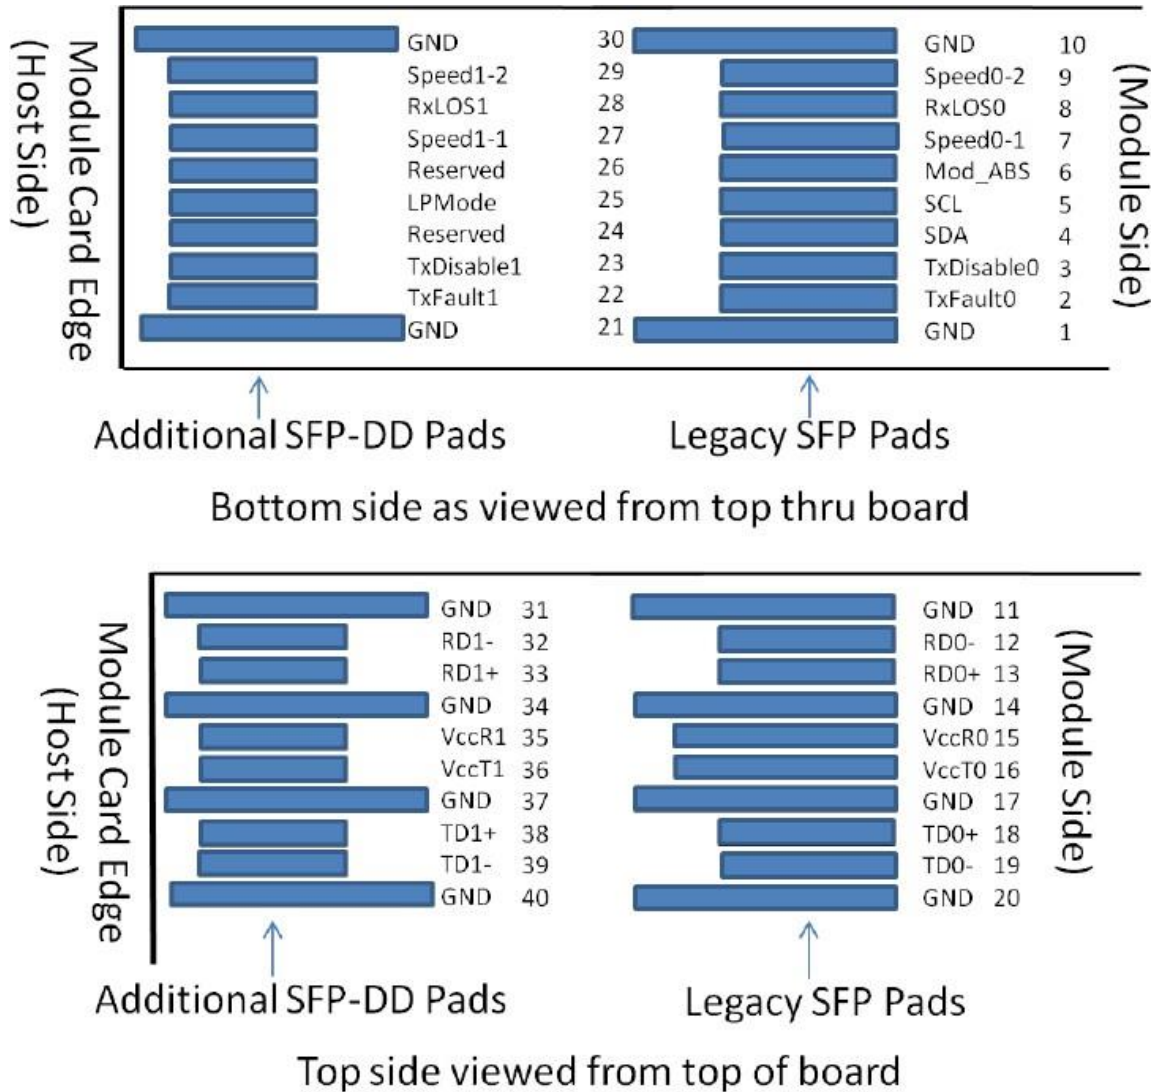 Module Card Edge
(Host Side)
GND 30 GND 10
Speed1-2 29 Speed0-2 9
RxLOS1 28 RxLOS0 8
Speed1-1 27 Speed0-1 7
Reserved 26 Mod_ABS 6
LPMode 25 SCL 5
Reserved 24 SDA 4
TxDisable1 23 TxDisable0 3
TxFault1 22 TxFault0 2
GND 21 GND 1
(Module Side)
Additional SFP-DD Pads Legacy SFP Pads
Bottom side as viewed from top thru board
Module Card Edge
(Host Side)
GND 31 GND 11
RD1- 32 RD0- 12
RD1+ 33 RD0+ 13
GND 34 GND 14
VccR1 35 VccR0 15
VccT1 36 VccT0 16
GND 37 GND 17
TD1+ 38 TD0+ 18
TD1- 39 TD0- 19
GND 40 GND 20
(Module Side)
Additional SFP-DD Pads Legacy SFP Pads
Top side viewed from top of board